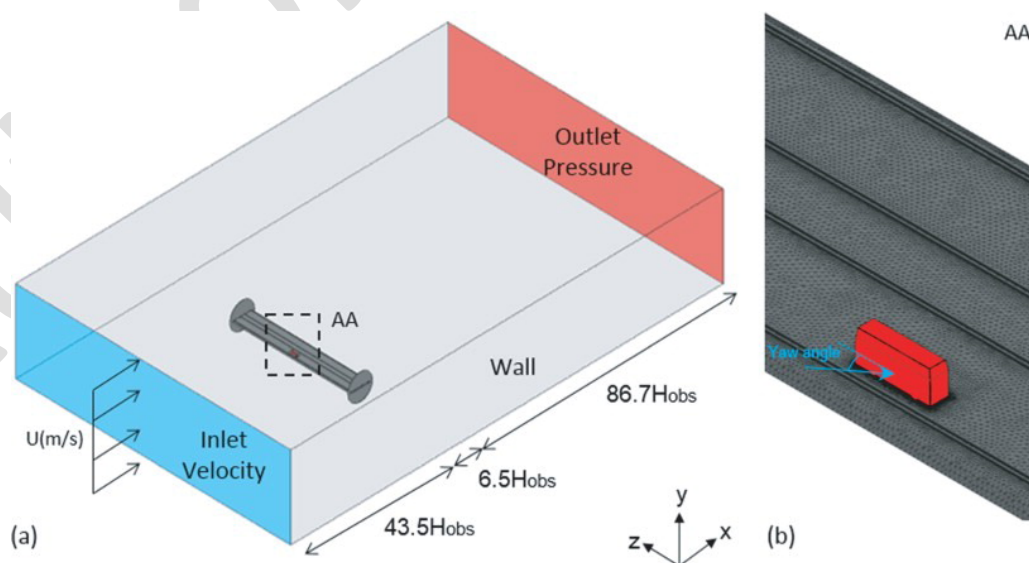 AA
Outlet
Pressure
AA
Wall
86.7Hobs
U(m/s)
Inlet
Velocity
6.5Hobs
43.5Hobs
y
z
x
(a)
Yaw angle
(b)